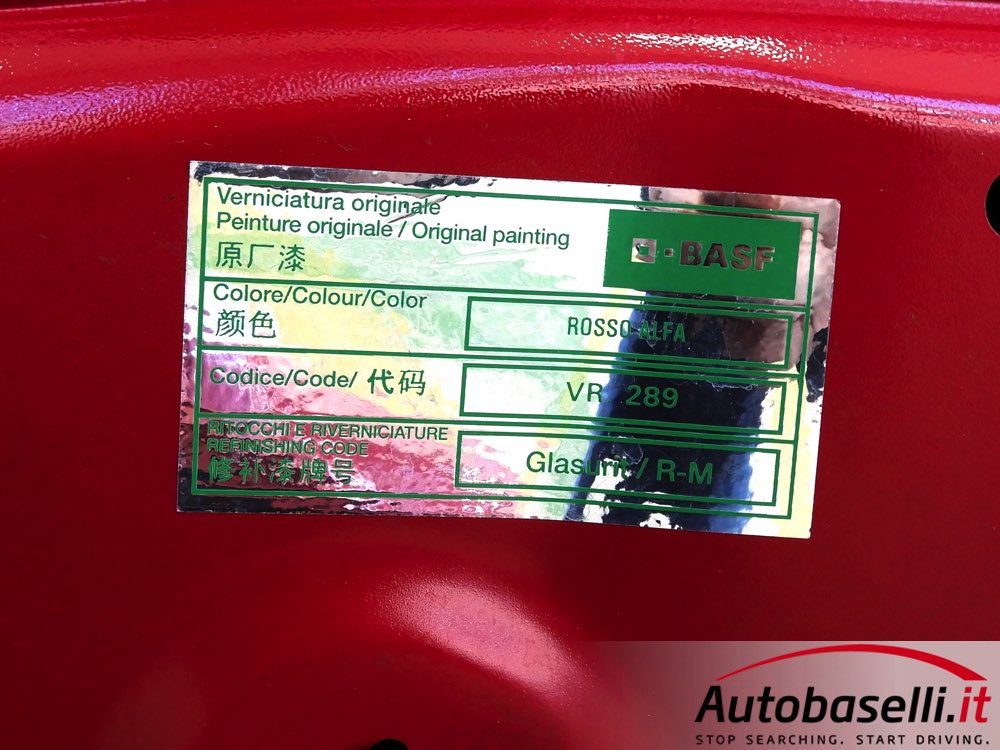 Verniciatura originale
Peinture originale / Original painting
原厂漆
BASF
Colore/Colour/Color
颜色
ROSSO ALFA
Codice/Code/ 代码
VR 289
RITOCCHI E RIVERNICIATURE
REFINISHING CODE
修补漆牌号
Glasurit / R-M
Autobaselli.it
STOP SEARCHING. START DRIVING.